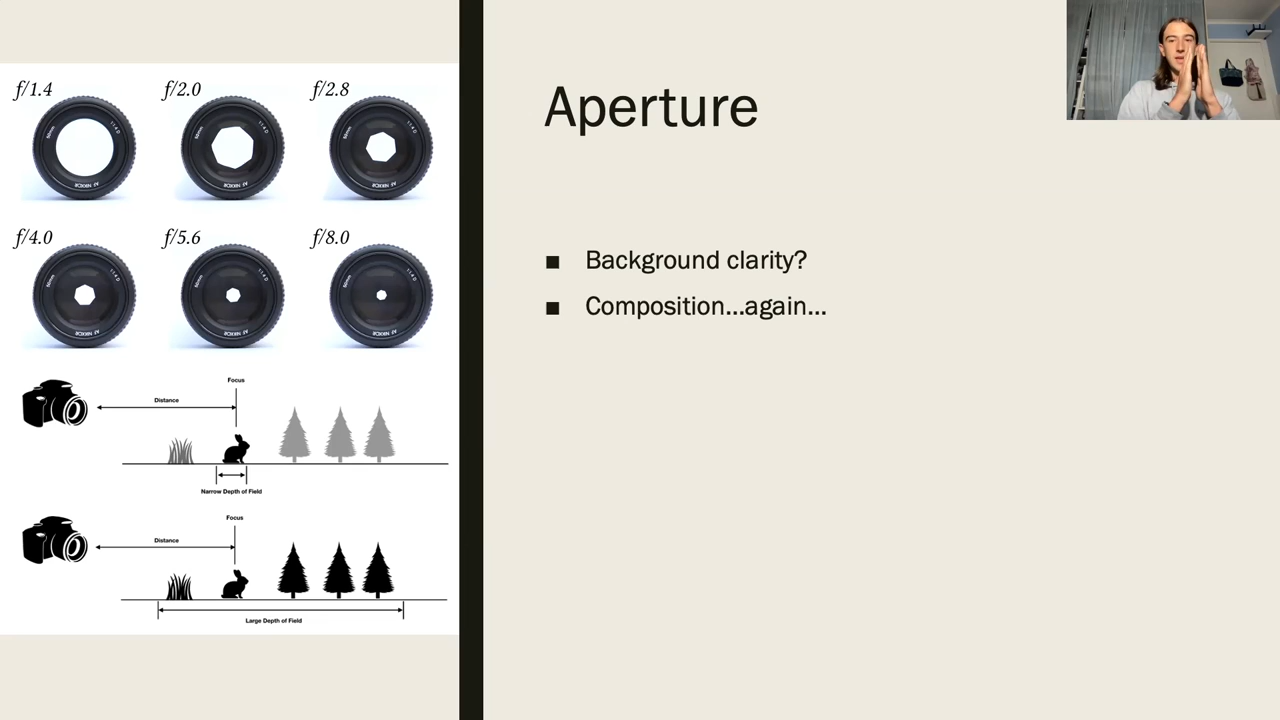 f/1.4
f/2.0
f/2.8
f/4.0
f/5.6
f/8.0
Focus
Distance
Narrow Depth of Field
Focus
Distance
Large Depth of Field
Aperture
■ Background clarity?
■ Composition...again...